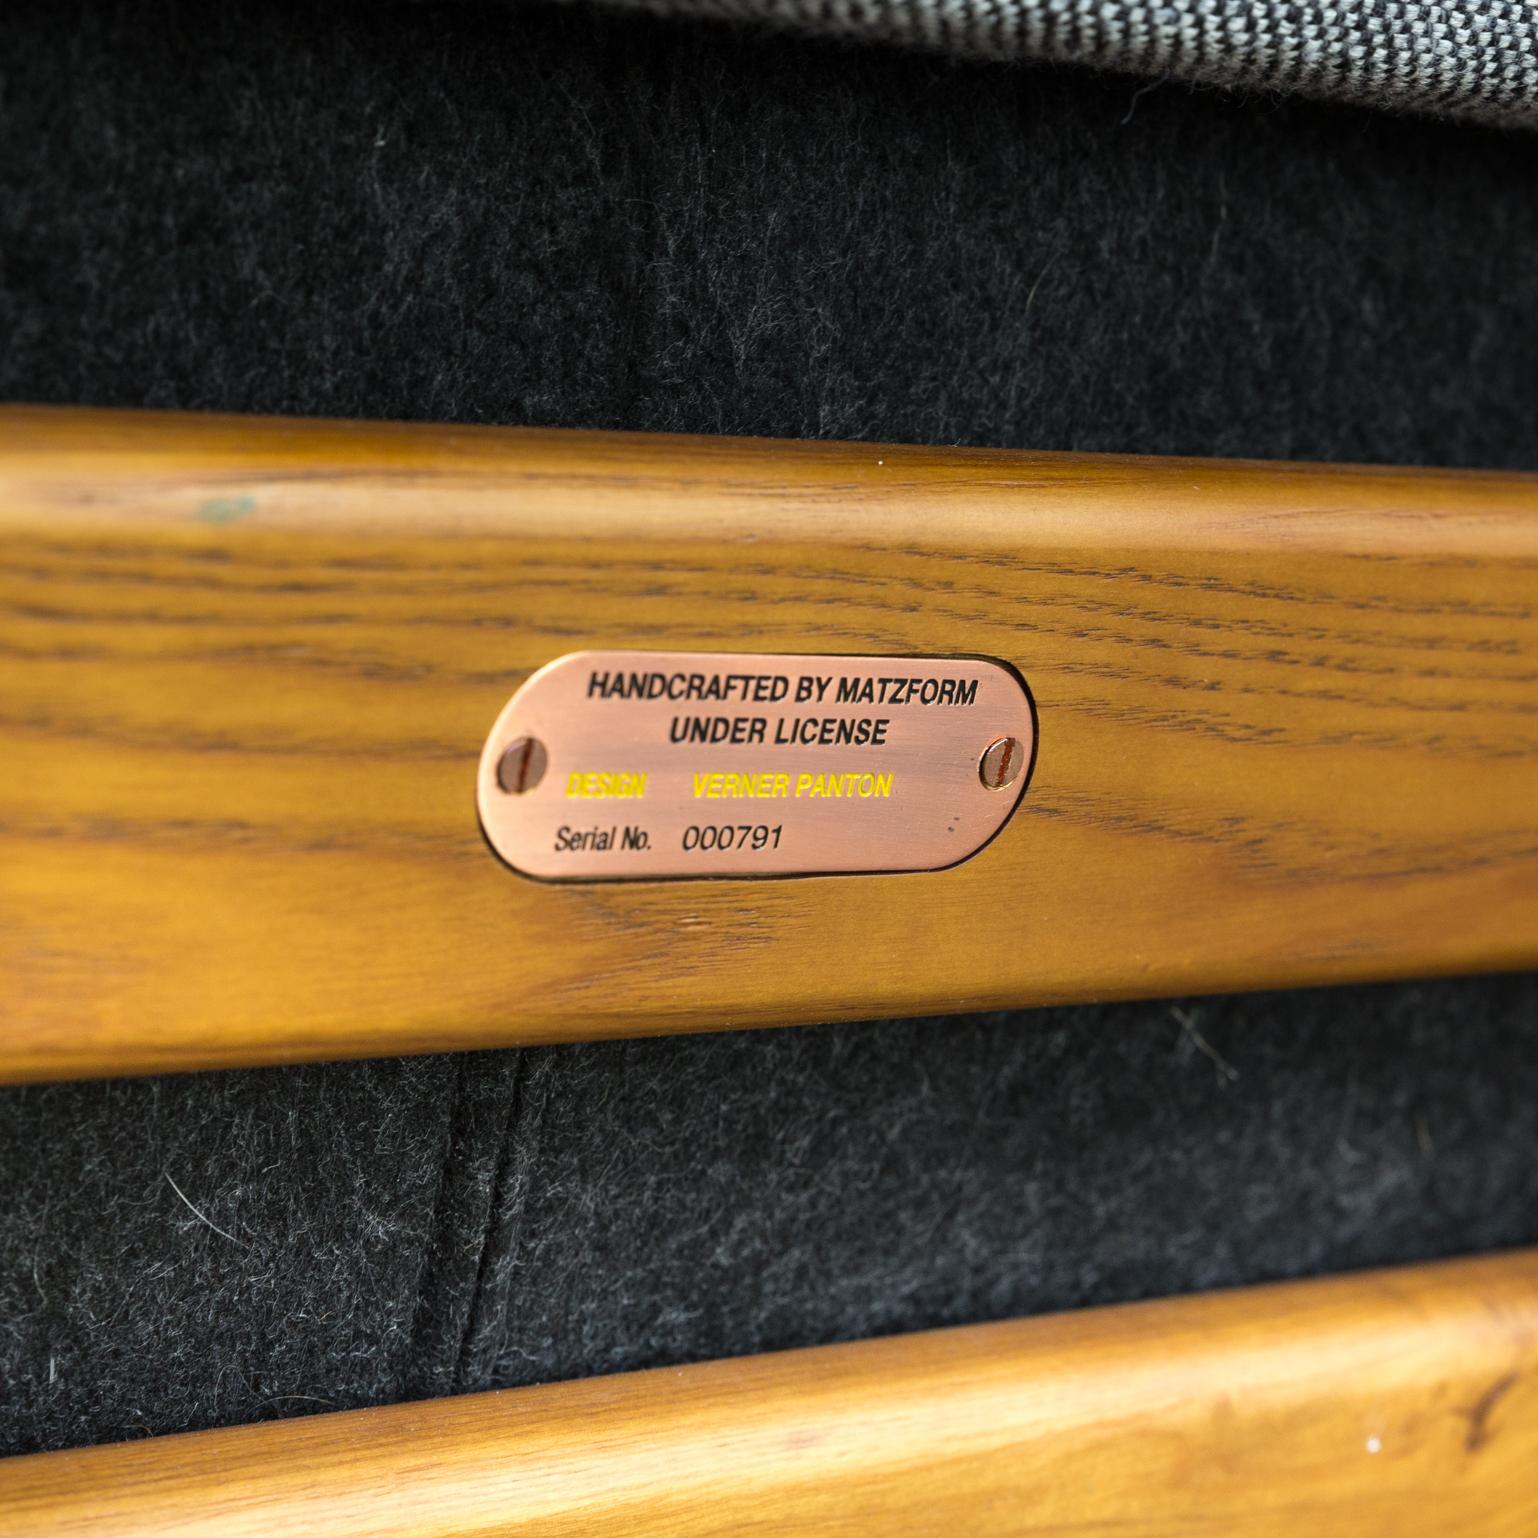 HANDCRAFTED BY MATZFORM
UNDER LICENSE
DESIGN VERNER PANTON
Serial No. 000791